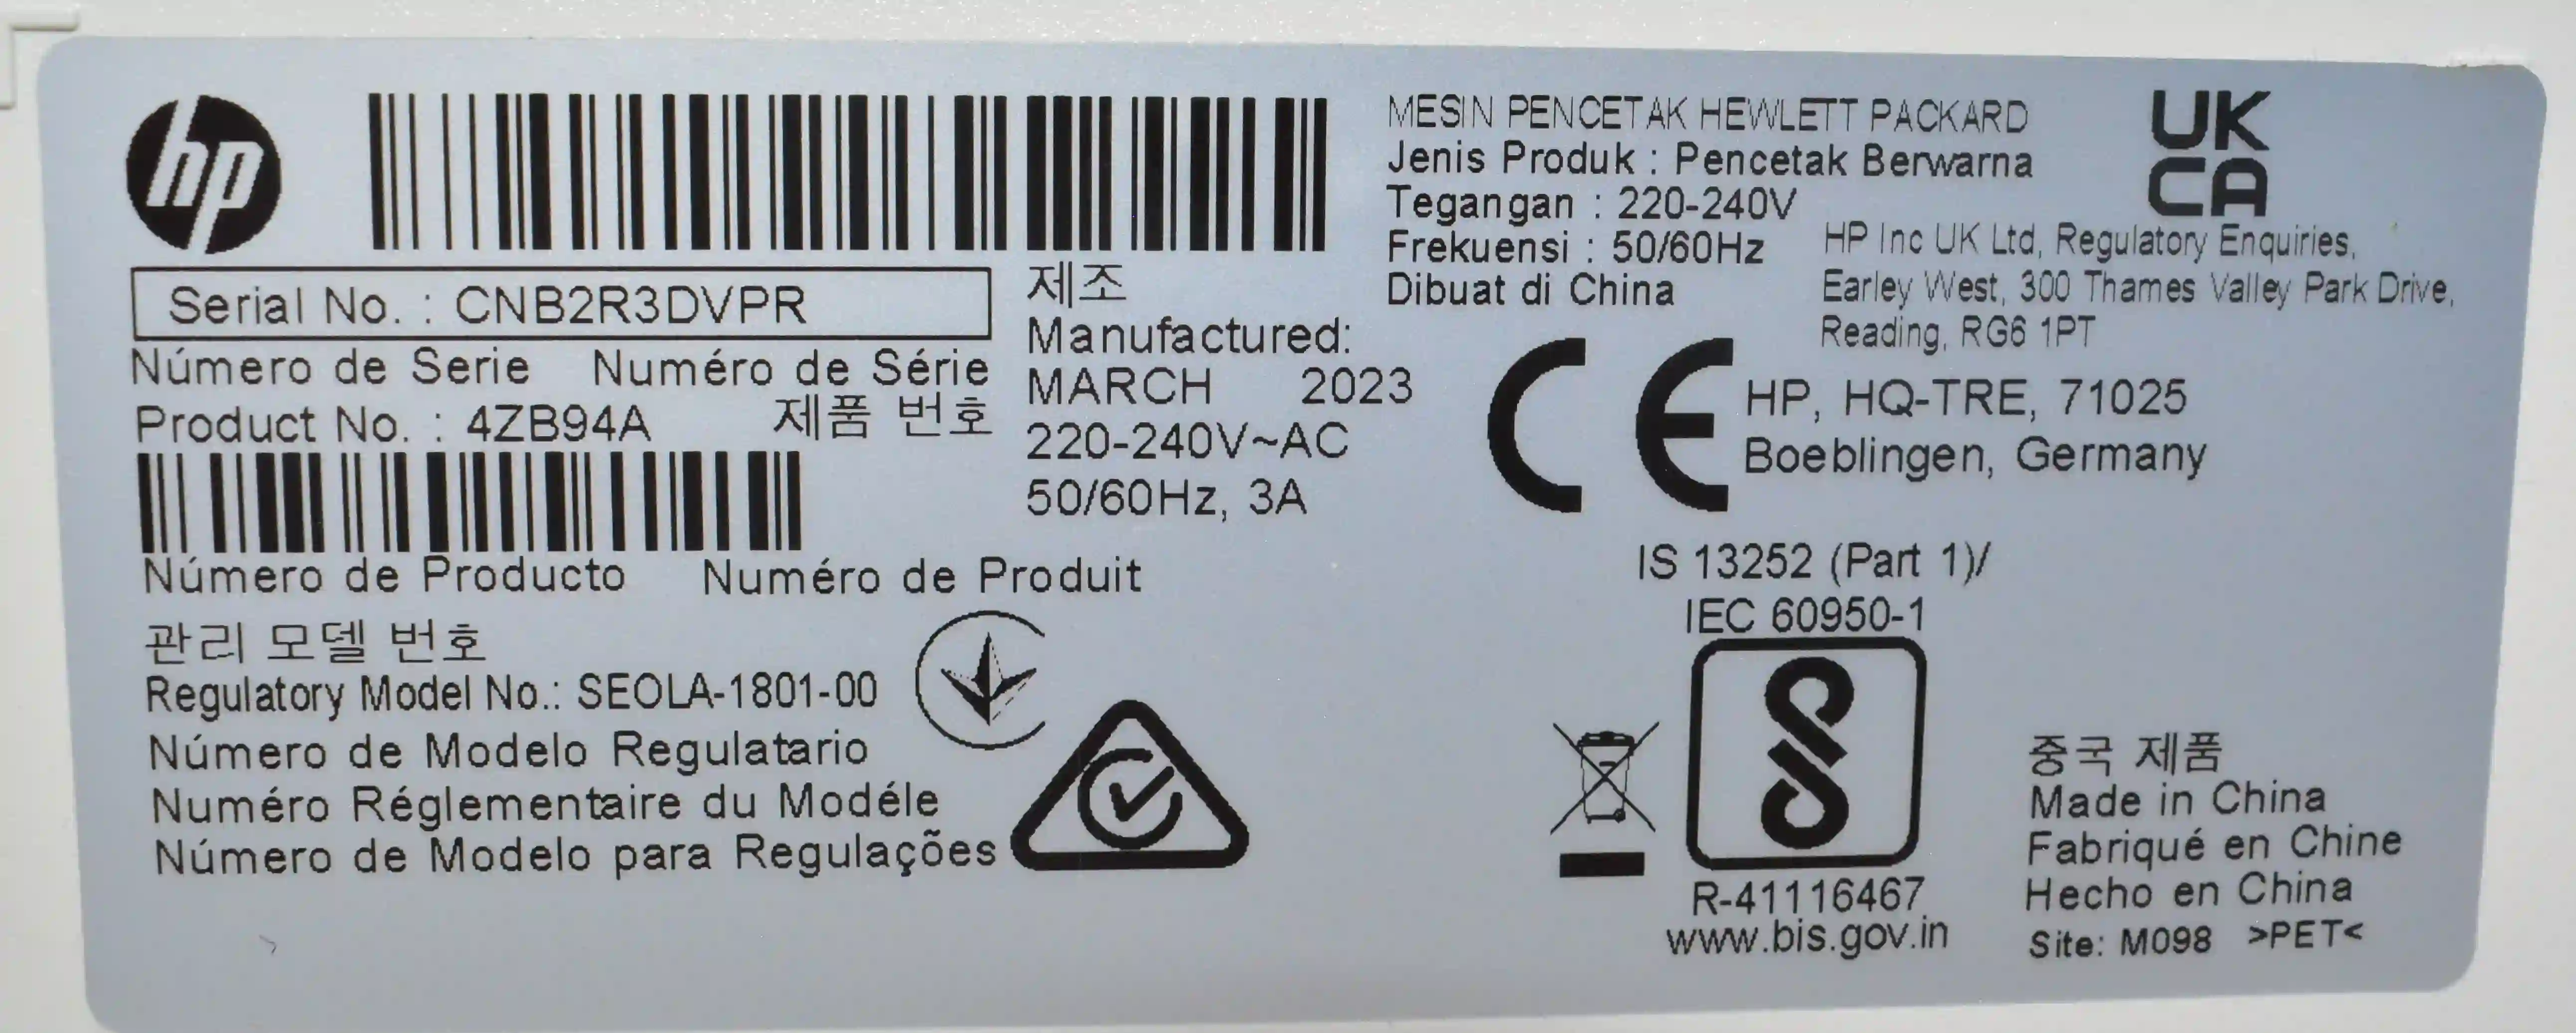 hp
Serial No. : CNB2R3DVPR
Número de Serie Numéro de Série
Product No. : 4ZB94A 제품 번호
Número de Producto Numéro de Produit
관리 모델 번호
Regulatory Model No.: SEOLA-1801-00
Número de Modelo Regulatario
Numéro Réglementaire du Modéle
Número de Modelo para Regulações
제조
Manufactured:
MARCH 2023
220-240V~AC
50/60Hz, 3A
MESIN PENCETAK HEWLETT PACKARD
Jenis Produk : Pencetak Berwarna
Tegangan : 220-240V
Frekuensi : 50/60Hz
Dibuat di China
UK
CA
HP Inc UK Ltd, Regulatory Enquiries,
Earley West, 300 Thames Valley Park Drive,
Reading, RG6 1PT
CE
HP, HQ-TRE, 71025
Boeblingen, Germany
IS 13252 (Part 1)/
IEC 60950-1
R-41116467
www.bis.gov.in
중국 제품
Made in China
Fabriqué en Chine
Hecho en China
Site: M098 >PET<